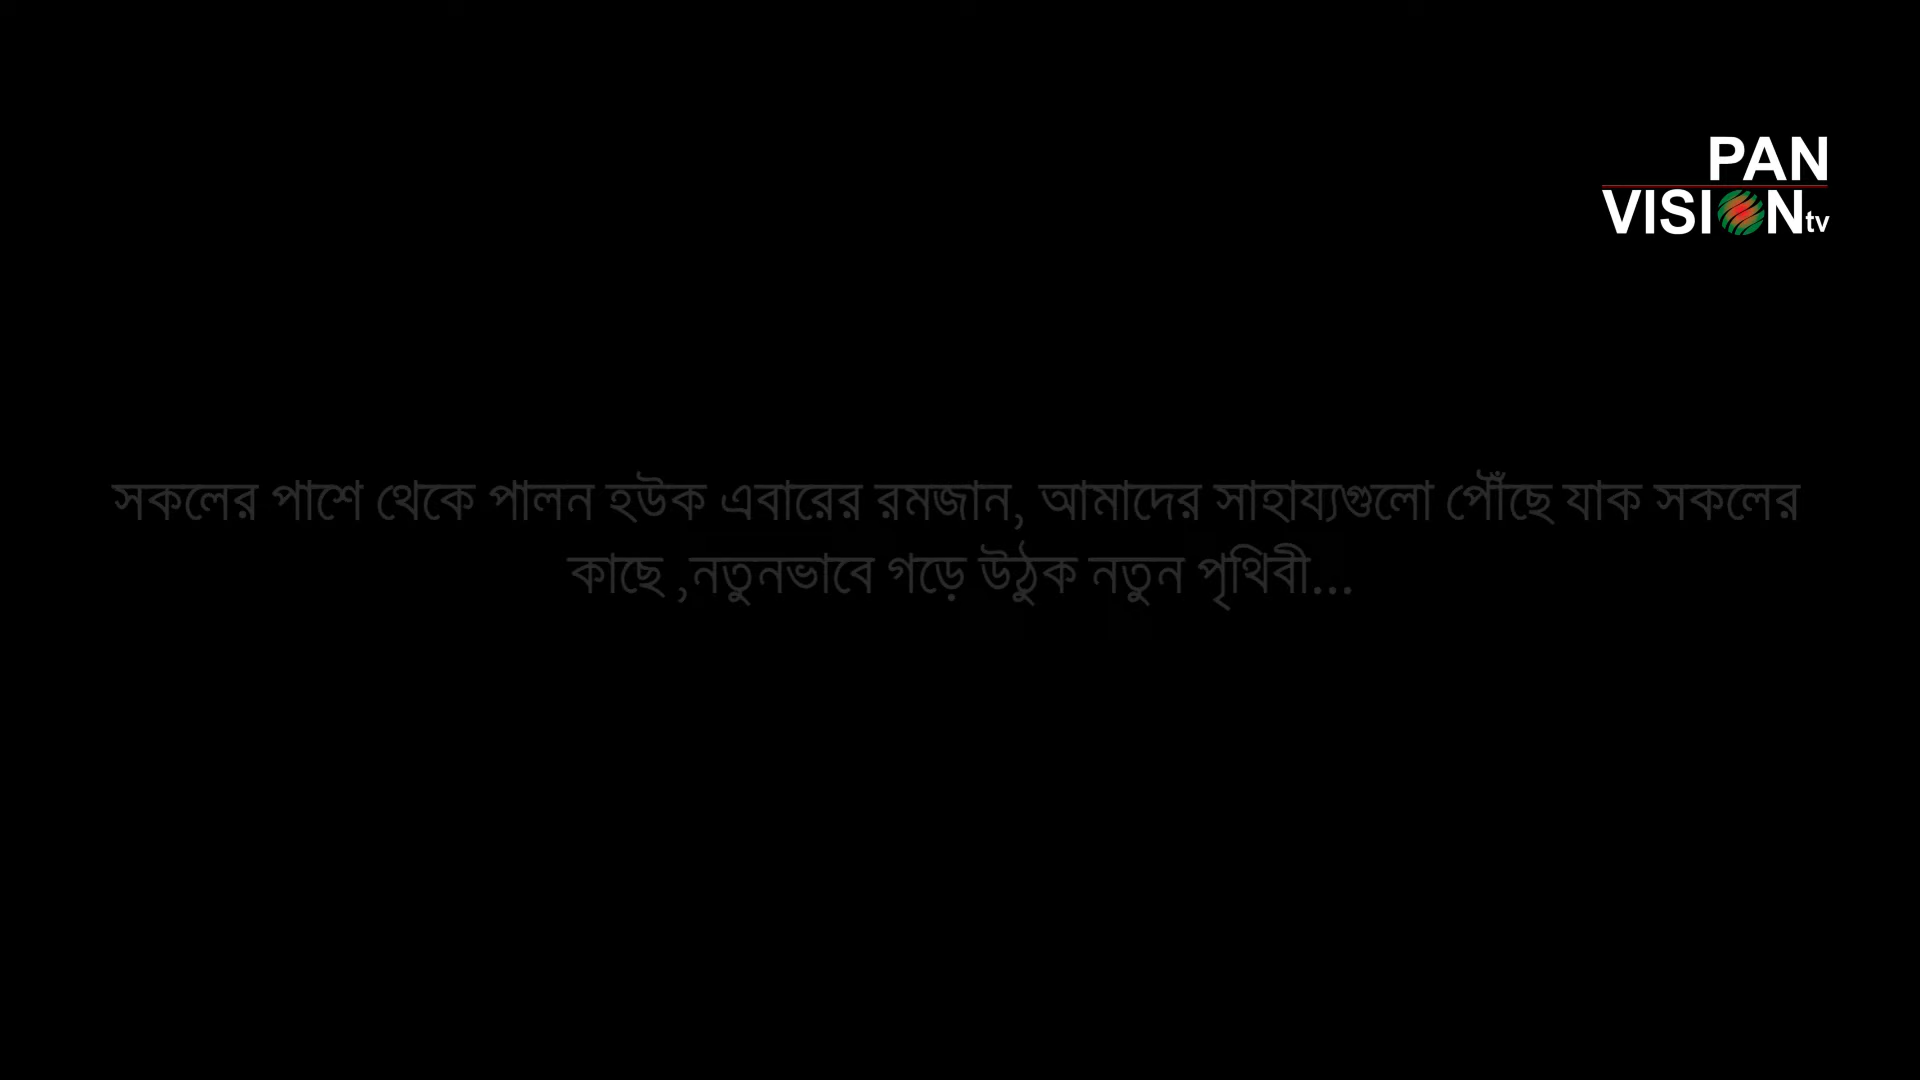 PAN
VISIONtv
সকলের পাশে থেকে পালন হউক এবারের রমজান, আমাদের সাহায্যগুলো পৌঁছে যাক সকলের
কাছে ,নতুনভাবে গড়ে উঠুক নতুন পৃথিবী...